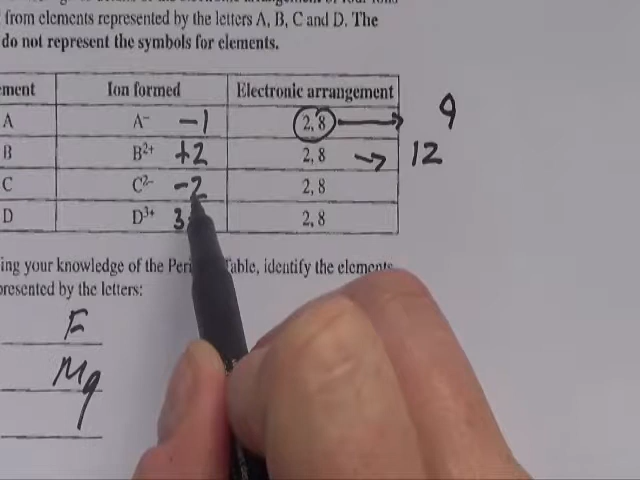 from elements represented by the letters A, B, C and D. The
do not represent the symbols for elements.
ment Ion formed Electronic arrangement
A A⁻ -1 2, 8 → 9
B B²⁺ +2 2, 8 → 12
C C²⁻ -2 2, 8
D D³⁺ 3 2, 8
ing your knowledge of the Table, identify the elements
presented by the letters:
F
Mg